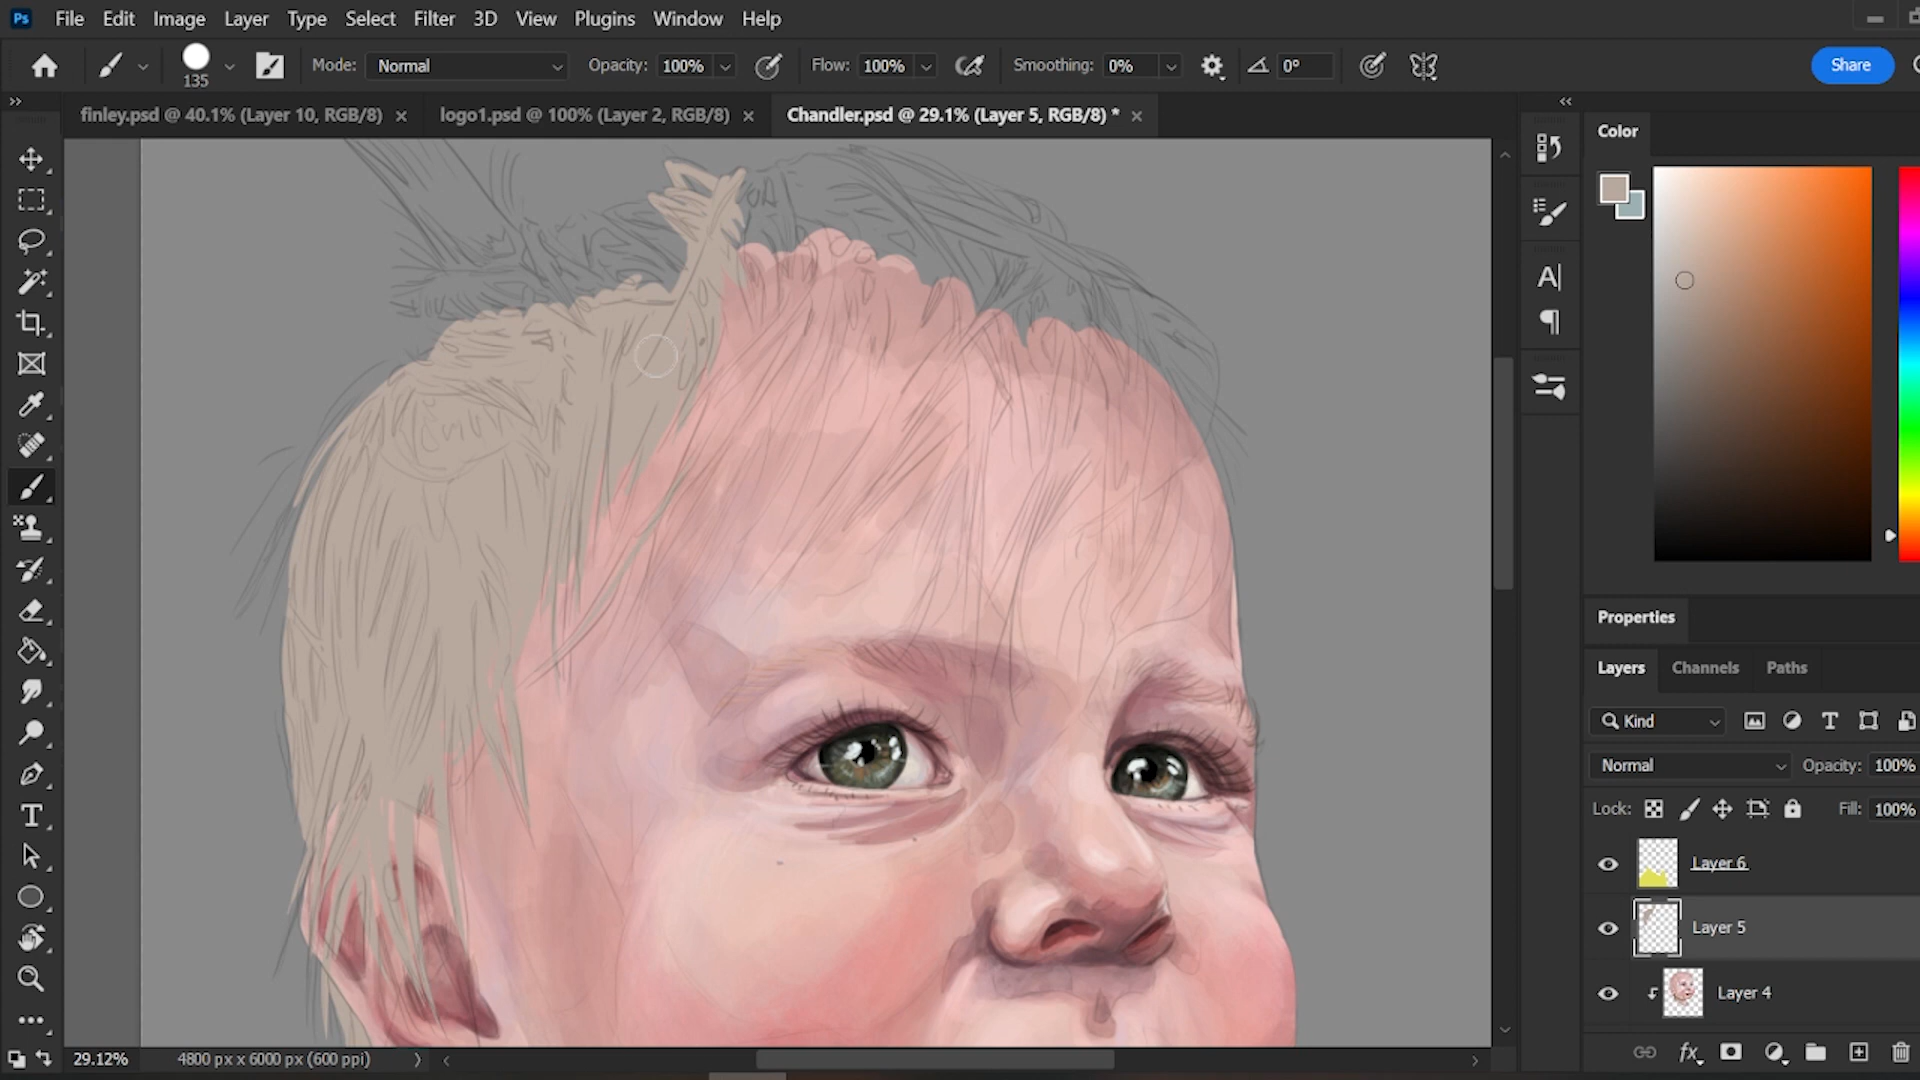 Ps File Edit Image Layer Type Select Filter 3D View Plugins Window Help
135 Mode: Normal Opacity: 100% Flow: 100% Smoothing: 0% 0° Share
finley.psd @ 40.1% (Layer 10, RGB/8) × logo1.psd @ 100% (Layer 2, RGB/8) × Chandler.psd @ 29.1% (Layer 5, RGB/8) * ×
Color
Properties
Layers Channels Paths
Kind
Normal Opacity: 100%
Lock: Fill: 100%
Layer 6
Layer 5
Layer 4
fx
29.12% 4800 px x 6000 px (600 ppi)